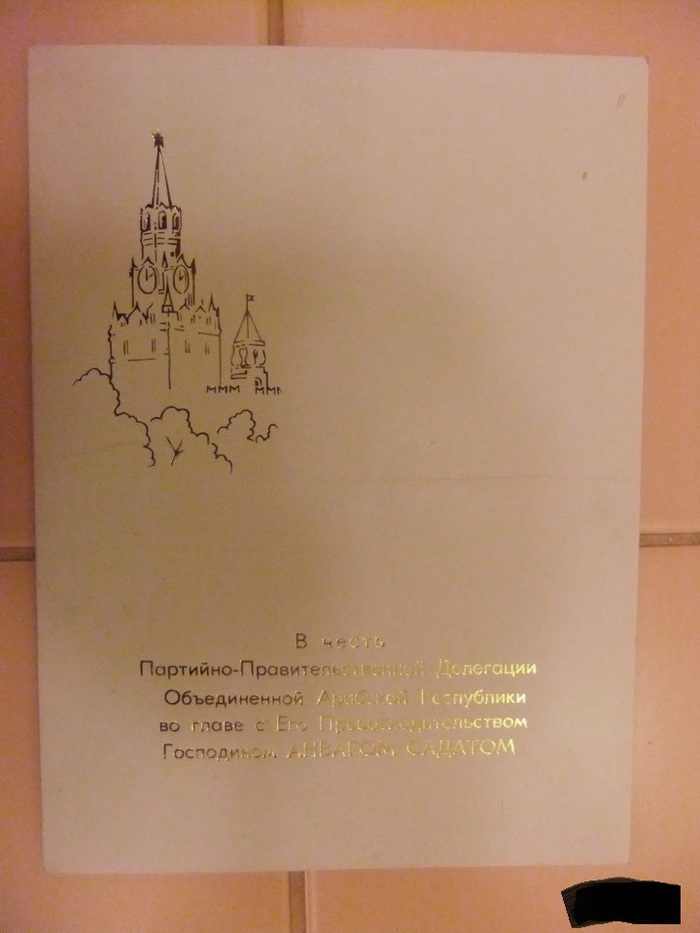 В честь
Партийно-Правительственной Делегации
Объединенной Арабской Республики
во главе с Его Превосходительством
Господином АНВАРОМ САДАТОМ